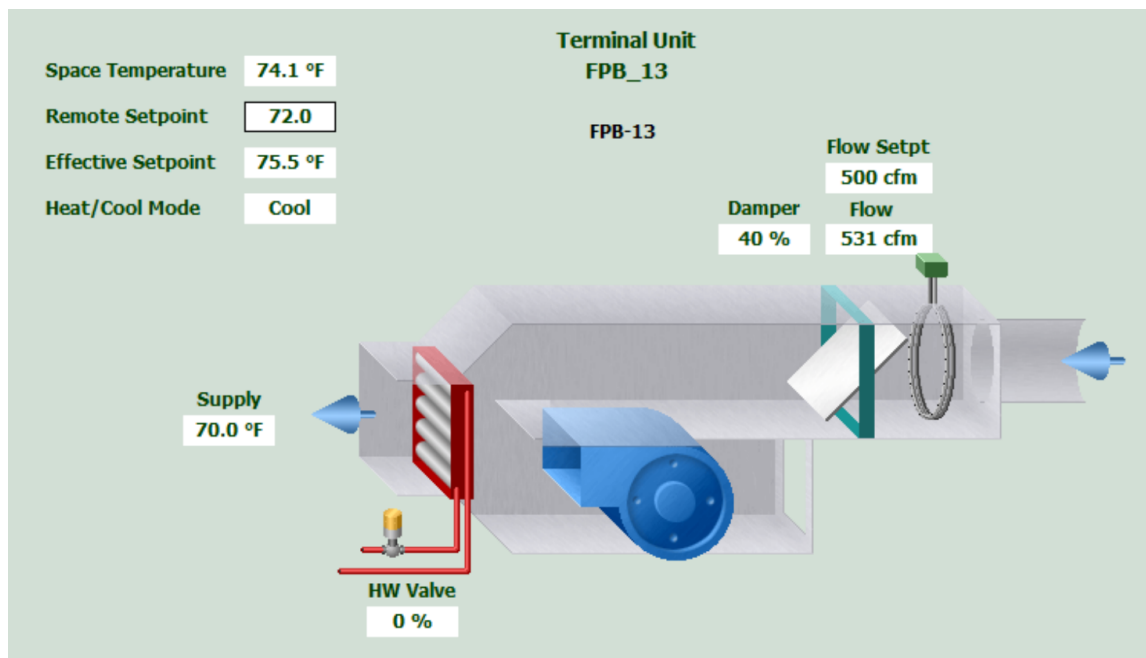 Terminal Unit
FPB_13
FPB-13
Space Temperature 74.1 °F
Remote Setpoint 72.0
Effective Setpoint 75.5 °F
Heat/Cool Mode Cool
Flow Setpt
500 cfm
Damper Flow
40 % 531 cfm
Supply
70.0 °F
HW Valve
0 %